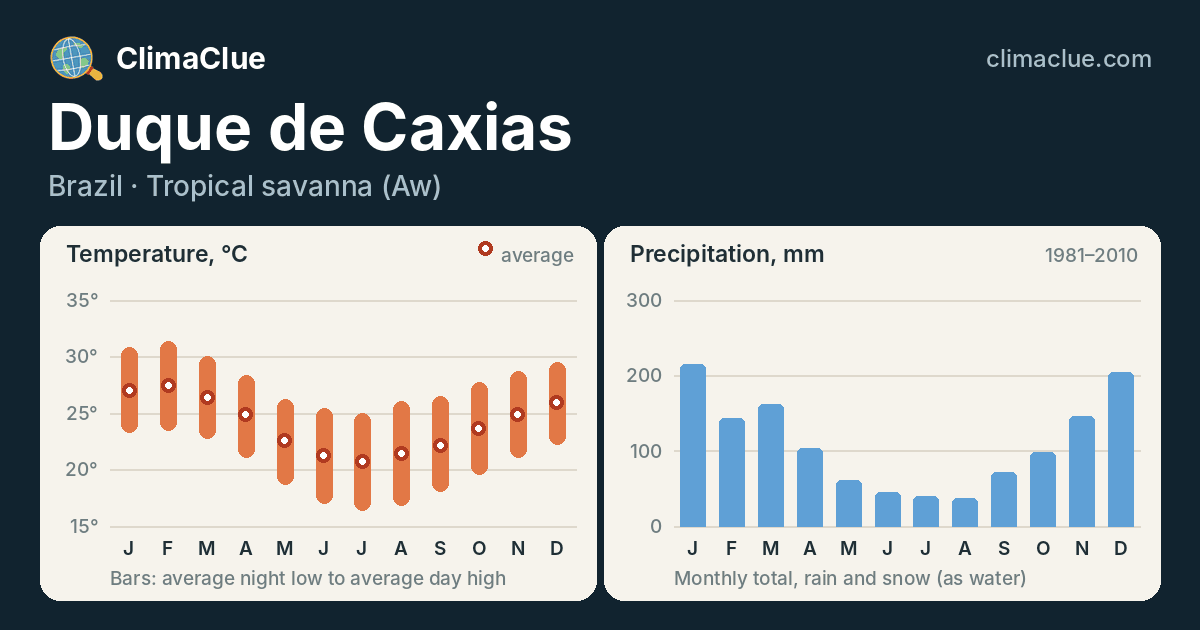 ClimaClue
climaclue.com
Duque de Caxias
Brazil · Tropical savanna (Aw)
Temperature, °C
average
35°
30°
25°
20°
15°
J F M A M J J A S O N D
Bars: average night low to average day high
Precipitation, mm
1981–2010
300
200
100
0
J F M A M J J A S O N D
Monthly total, rain and snow (as water)